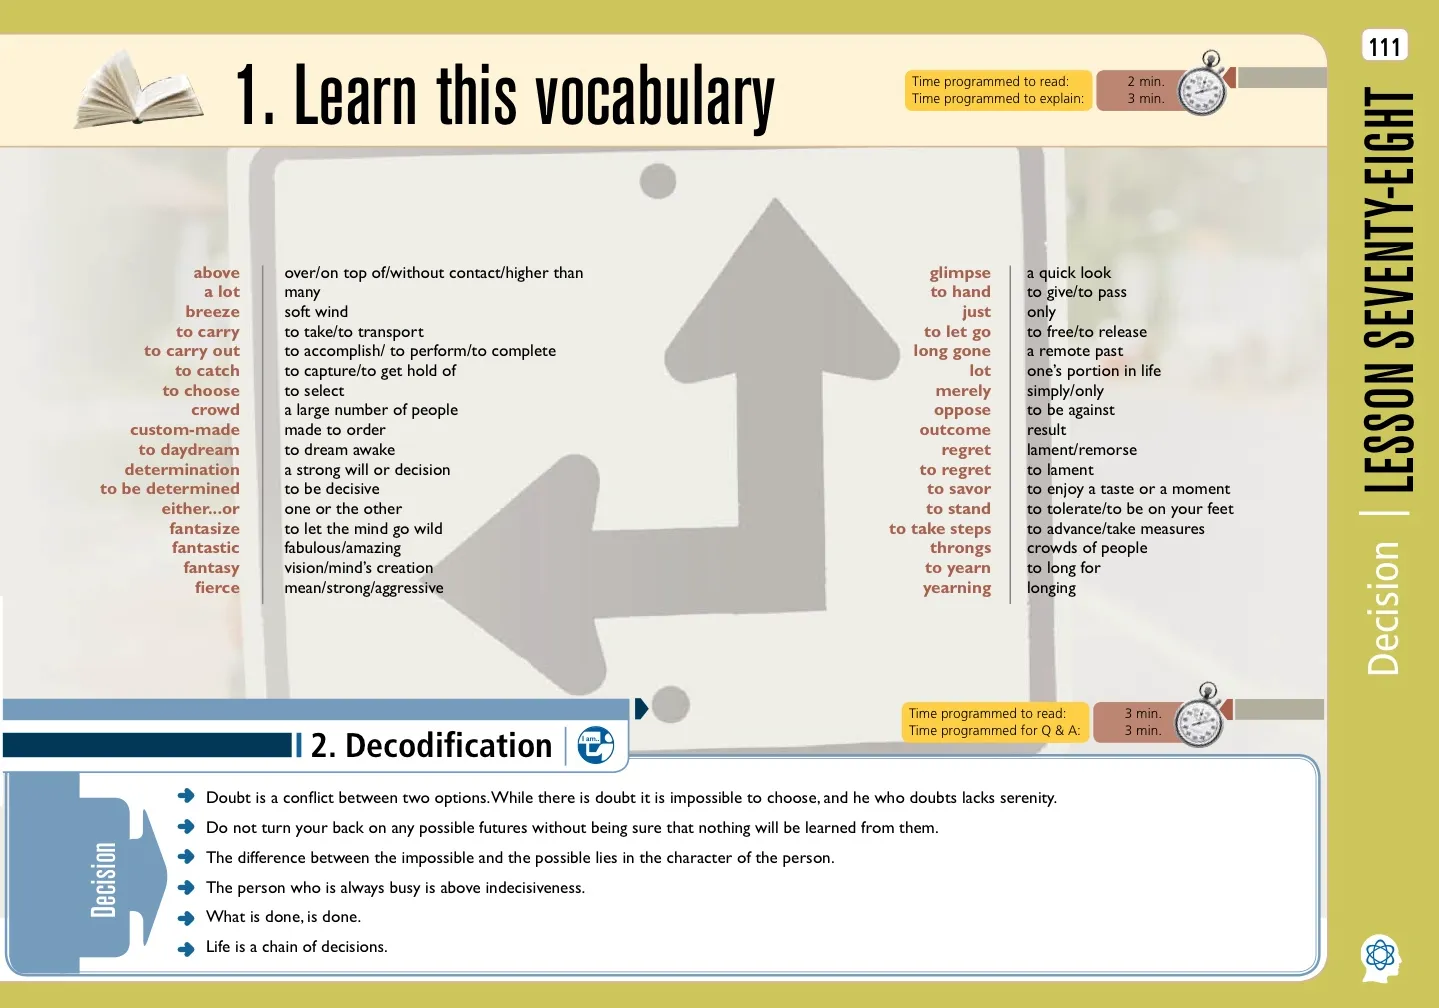 111
1. Learn this vocabulary
Time programmed to read: 2 min.
Time programmed to explain: 3 min.
LESSON SEVENTY-EIGHT
Decision
above over/on top of/without contact/higher than
a lot many
breeze soft wind
to carry to take/to transport
to carry out to accomplish/ to perform/to complete
to catch to capture/to get hold of
to choose to select
crowd a large number of people
custom-made made to order
to daydream to dream awake
determination a strong will or decision
to be determined to be decisive
either...or one or the other
fantasize to let the mind go wild
fantastic fabulous/amazing
fantasy vision/mind's creation
fierce mean/strong/aggressive
glimpse a quick look
to hand to give/to pass
just only
to let go to free/to release
long gone a remote past
lot one's portion in life
merely simply/only
oppose to be against
outcome result
regret lament/remorse
to regret to lament
to savor to enjoy a taste or a moment
to stand to tolerate/to be on your feet
to take steps to advance/take measures
throngs crowds of people
to yearn to long for
yearning longing
2. Decodification
I am...
Time programmed to read: 3 min.
Time programmed for Q & A: 3 min.
Decision
Doubt is a conflict between two options.While there is doubt it is impossible to choose, and he who doubts lacks serenity.
Do not turn your back on any possible futures without being sure that nothing will be learned from them.
The difference between the impossible and the possible lies in the character of the person.
The person who is always busy is above indecisiveness.
What is done, is done.
Life is a chain of decisions.